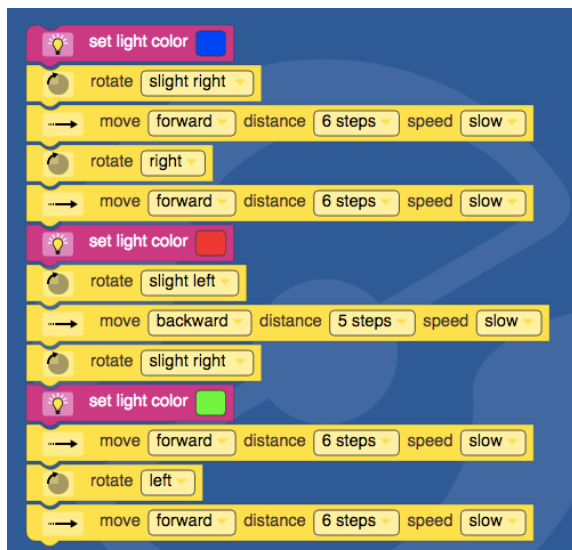 set light color
rotate slight right
move forward distance 6 steps speed slow
rotate right
move forward distance 6 steps speed slow
set light color
rotate slight left
move backward distance 5 steps speed slow
rotate slight right
set light color
move forward distance 6 steps speed slow
rotate left
move forward distance 6 steps speed slow